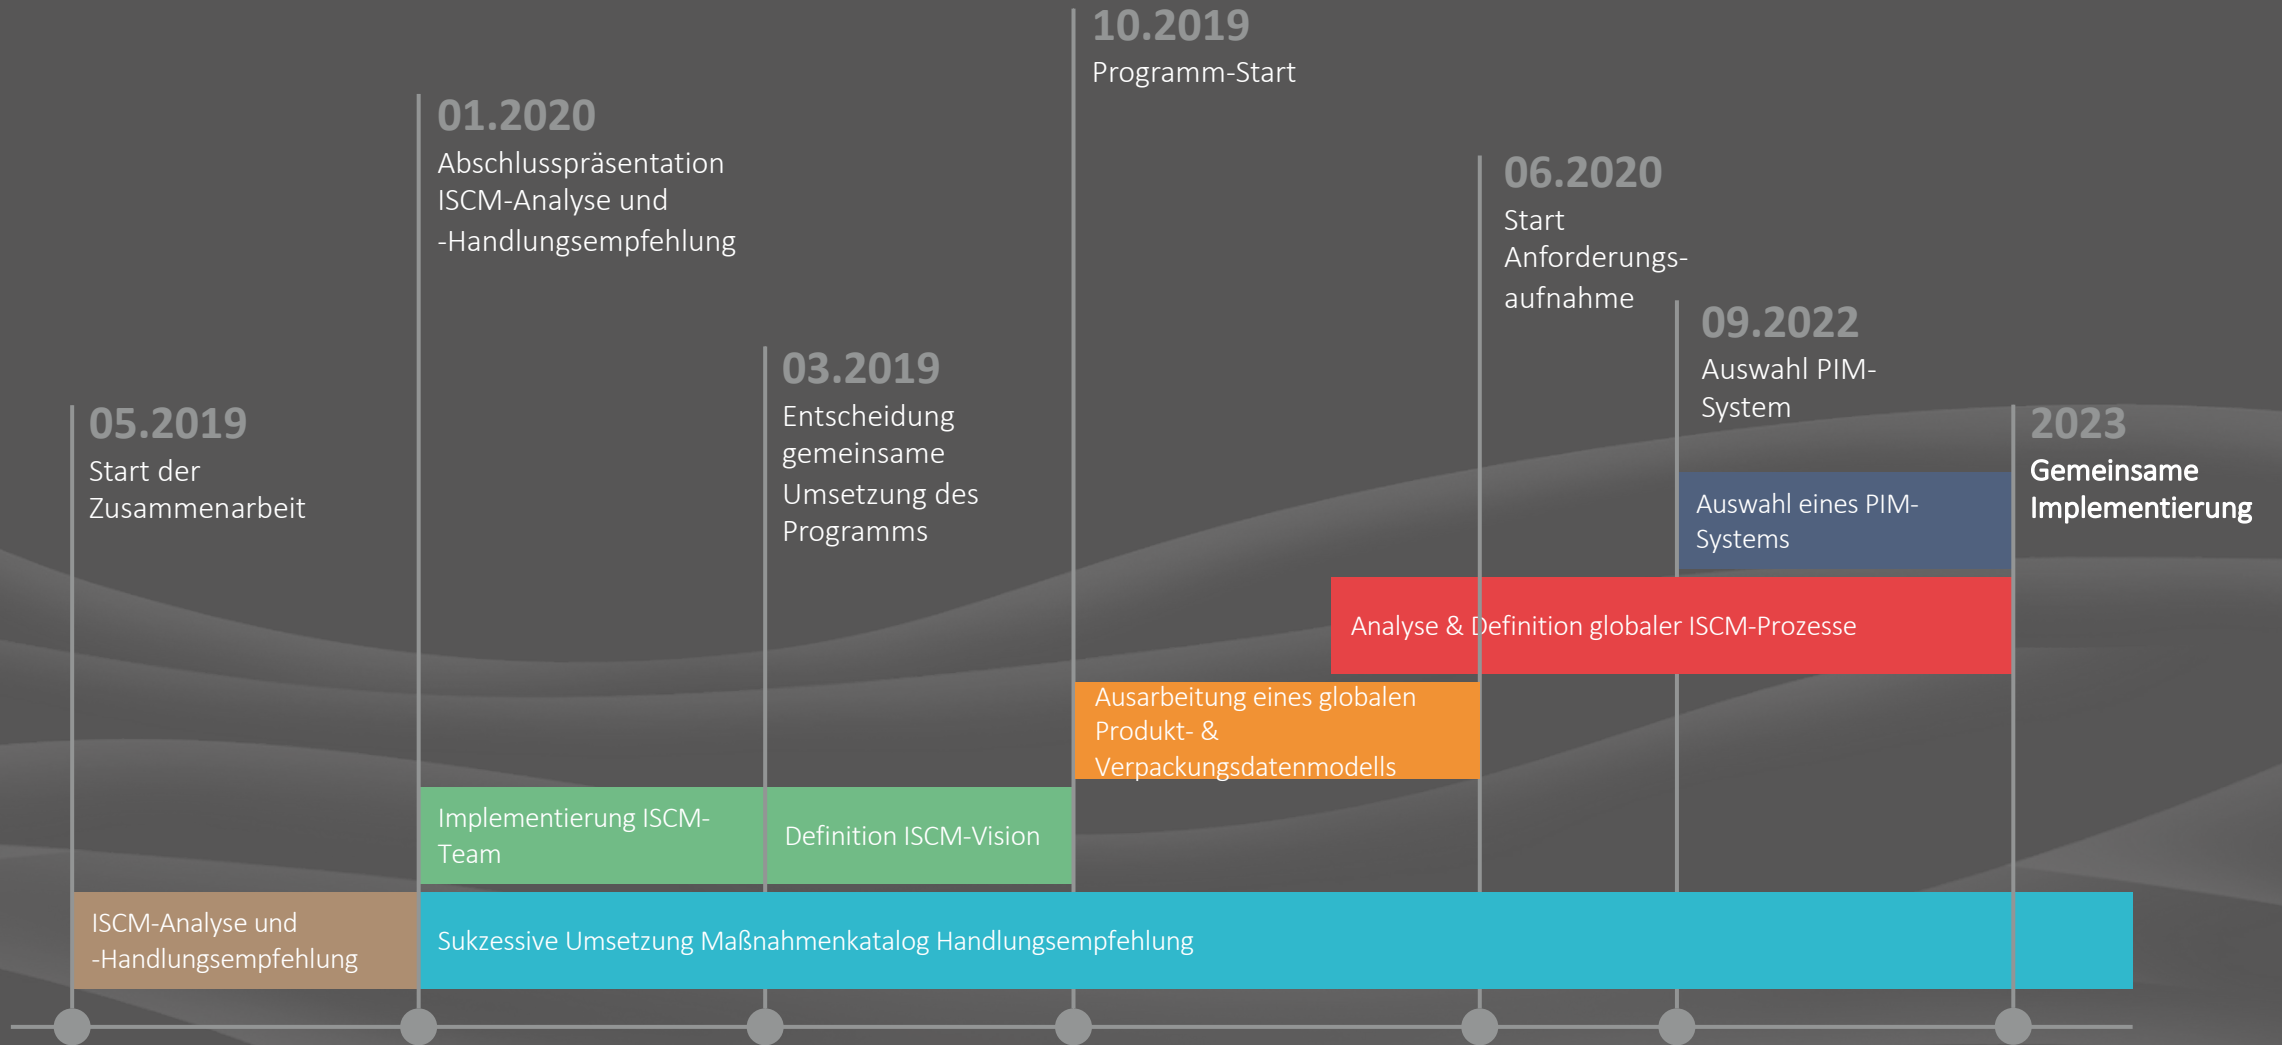 10.2019
Programm-Start
01.2020
Abschlusspräsentation
ISCM-Analyse und
-Handlungsempfehlung
06.2020
Start
Anforderungs-
aufnahme
09.2022
Auswahl PIM-
System
03.2019
Entscheidung
gemeinsame
Umsetzung des
Programms
05.2019
Start der
Zusammenarbeit
2023
Gemeinsame
Implementierung
Auswahl eines PIM-
Systems
Analyse & Definition globaler ISCM-Prozesse
Ausarbeitung eines globalen
Produkt- &
Verpackungsdatenmodells
Implementierung ISCM-
Team
Definition ISCM-Vision
ISCM-Analyse und
-Handlungsempfehlung
Sukzessive Umsetzung Maßnahmenkatalog Handlungsempfehlung